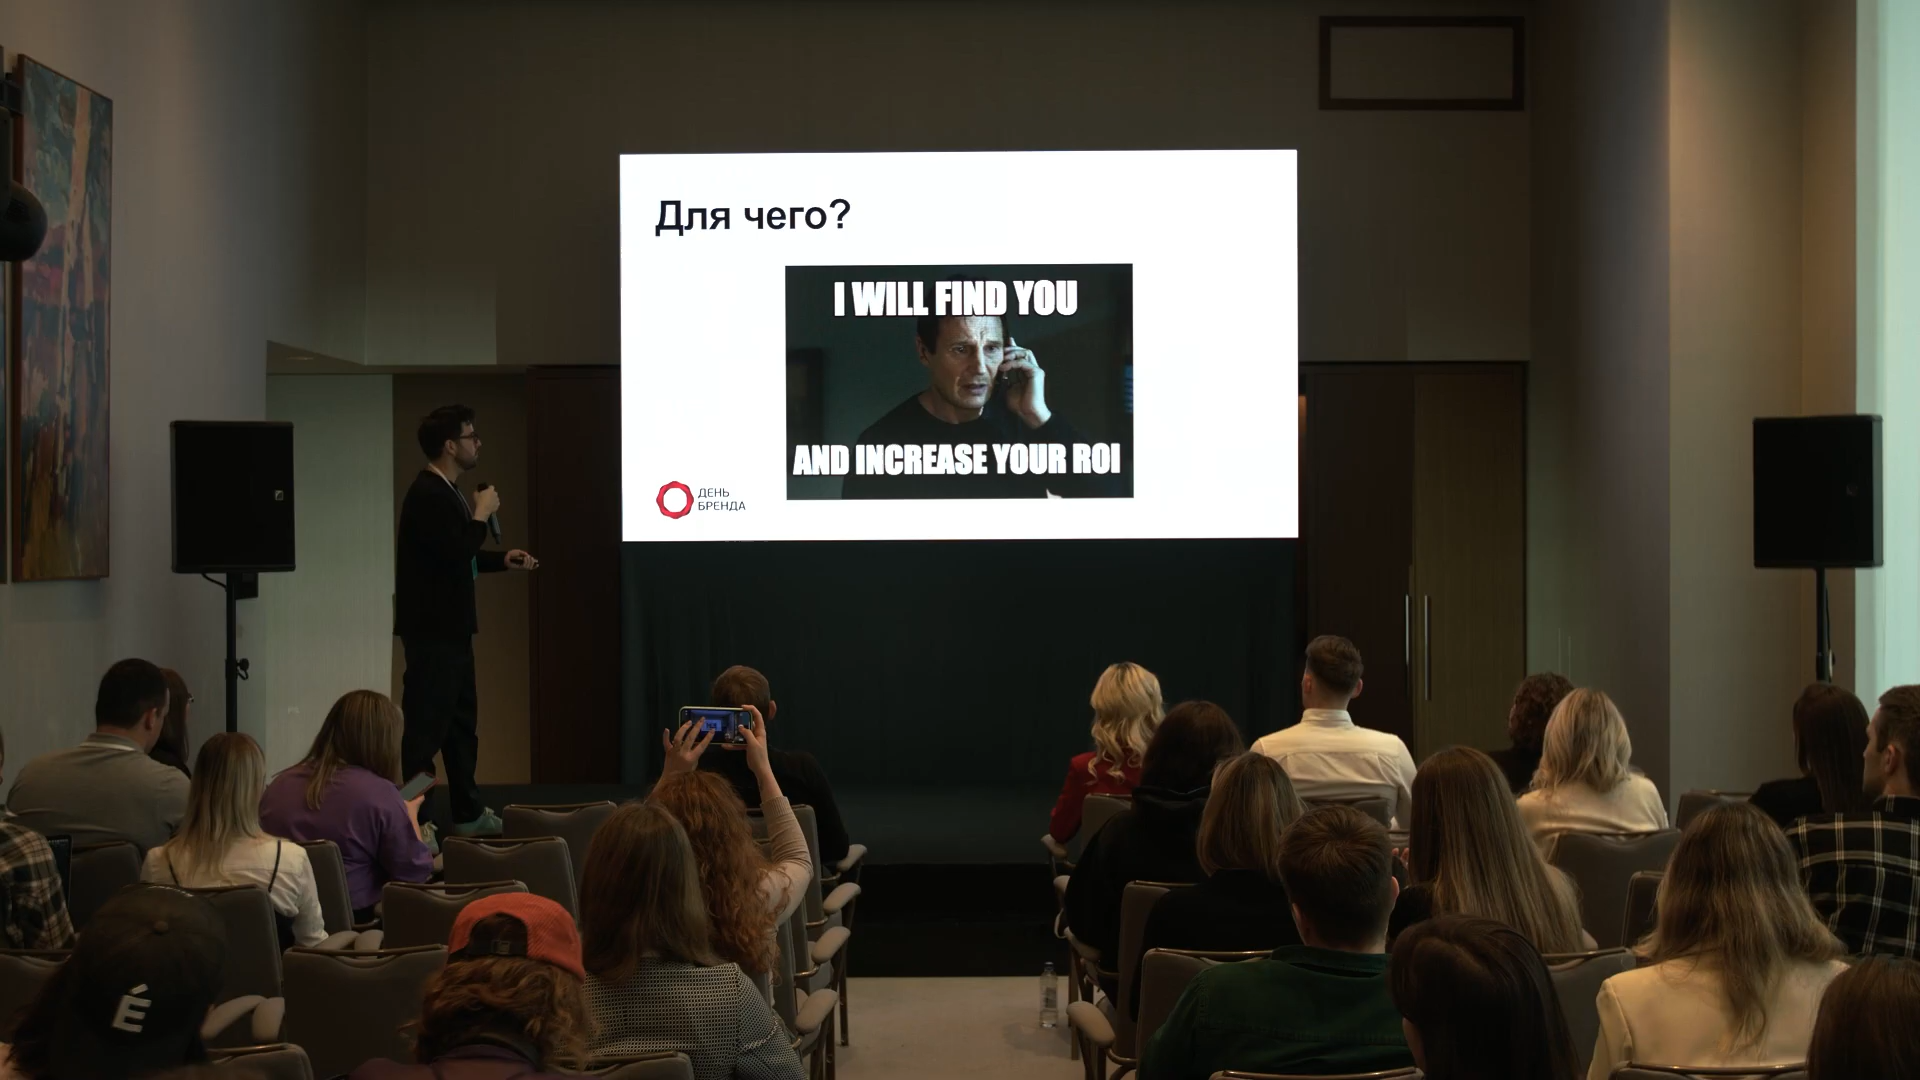 Для чего?
I WILL FIND YOU
AND INCREASE YOUR ROI
ДЕНЬ
БРЕНДА
É